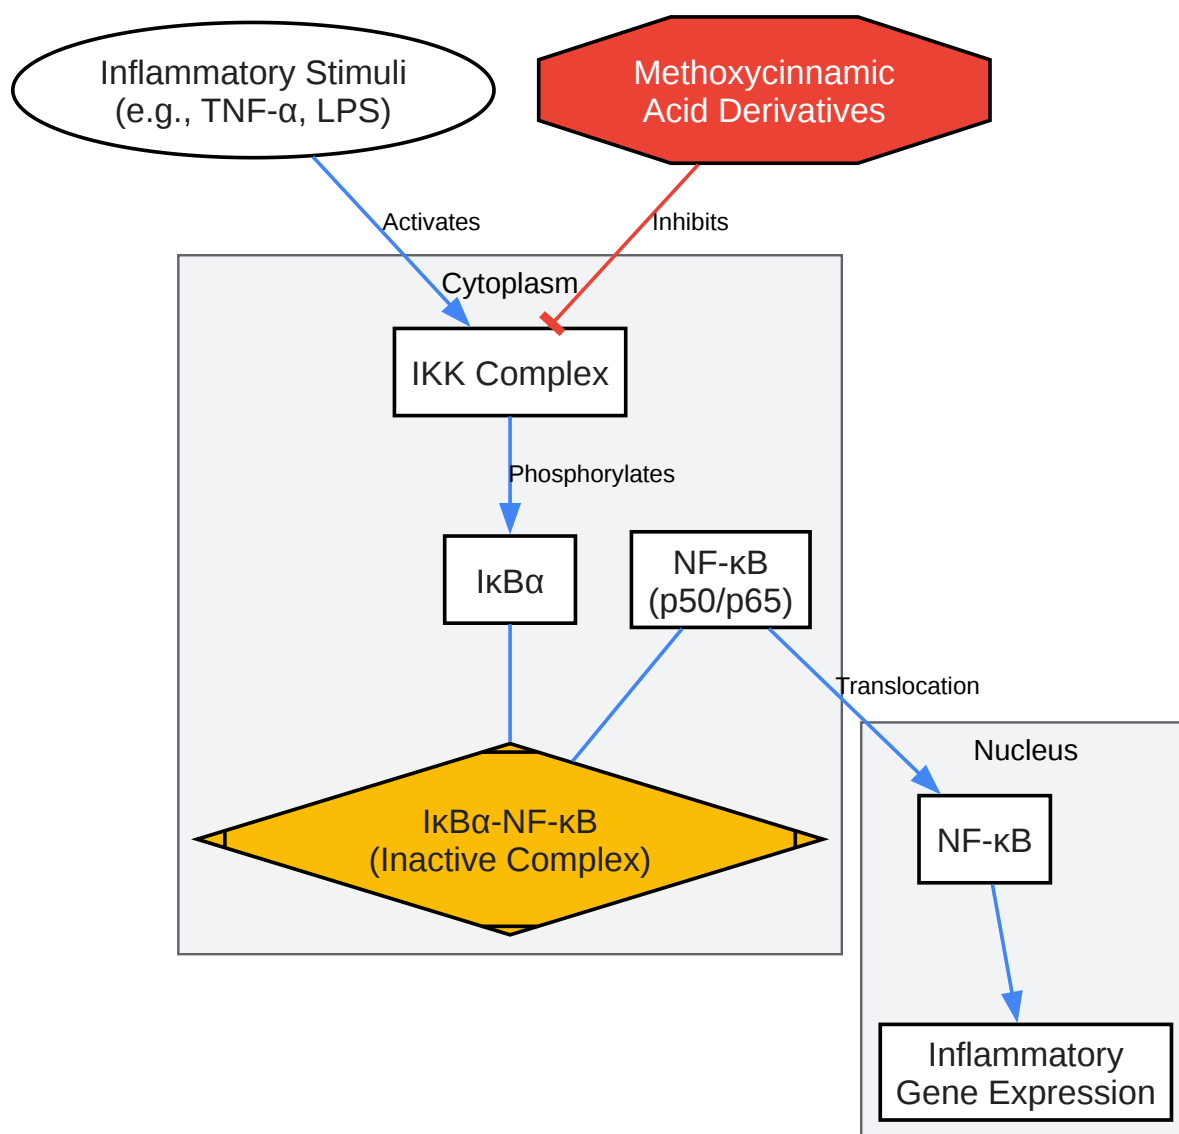 Inflammatory Stimuli
(e.g., TNF-α, LPS)
Methoxycinnamic
Acid Derivatives
Activates
Inhibits
Cytoplasm
IKK Complex
Phosphorylates
IκBα
NF-κB
(p50/p65)
Translocation
Nucleus
IκBα-NF-κB
(Inactive Complex)
NF-κB
Inflammatory
Gene Expression